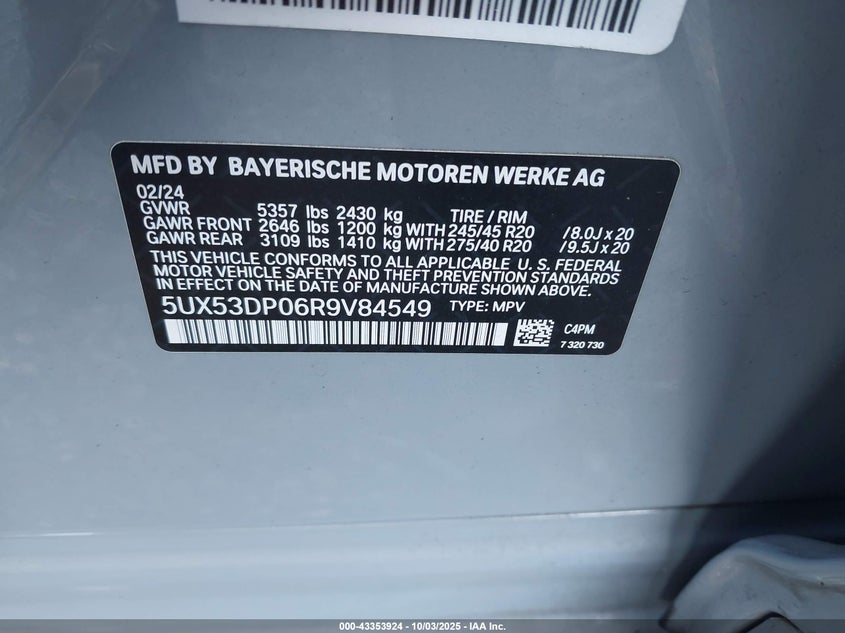 MFD BY BAYERISCHE MOTOREN WERKE AG
02/24
GVWR 5357 lbs 2430 kg TIRE / RIM
GAWR FRONT 2646 lbs 1200 kg WITH 245/45 R20 /8.0J x 20
GAWR REAR 3109 lbs 1410 kg WITH 275/40 R20 /9.5J x 20
THIS VEHICLE CONFORMS TO ALL APPLICABLE U. S. FEDERAL
MOTOR VEHICLE SAFETY AND THEFT PREVENTION STANDARDS
IN EFFECT ON THE DATE OF MANUFACTURE SHOWN ABOVE.
5UX53DP06R9V84549 TYPE: MPV
C4PM
7 320 730
000-43353924 - 10/03/2025 - IAA Inc.